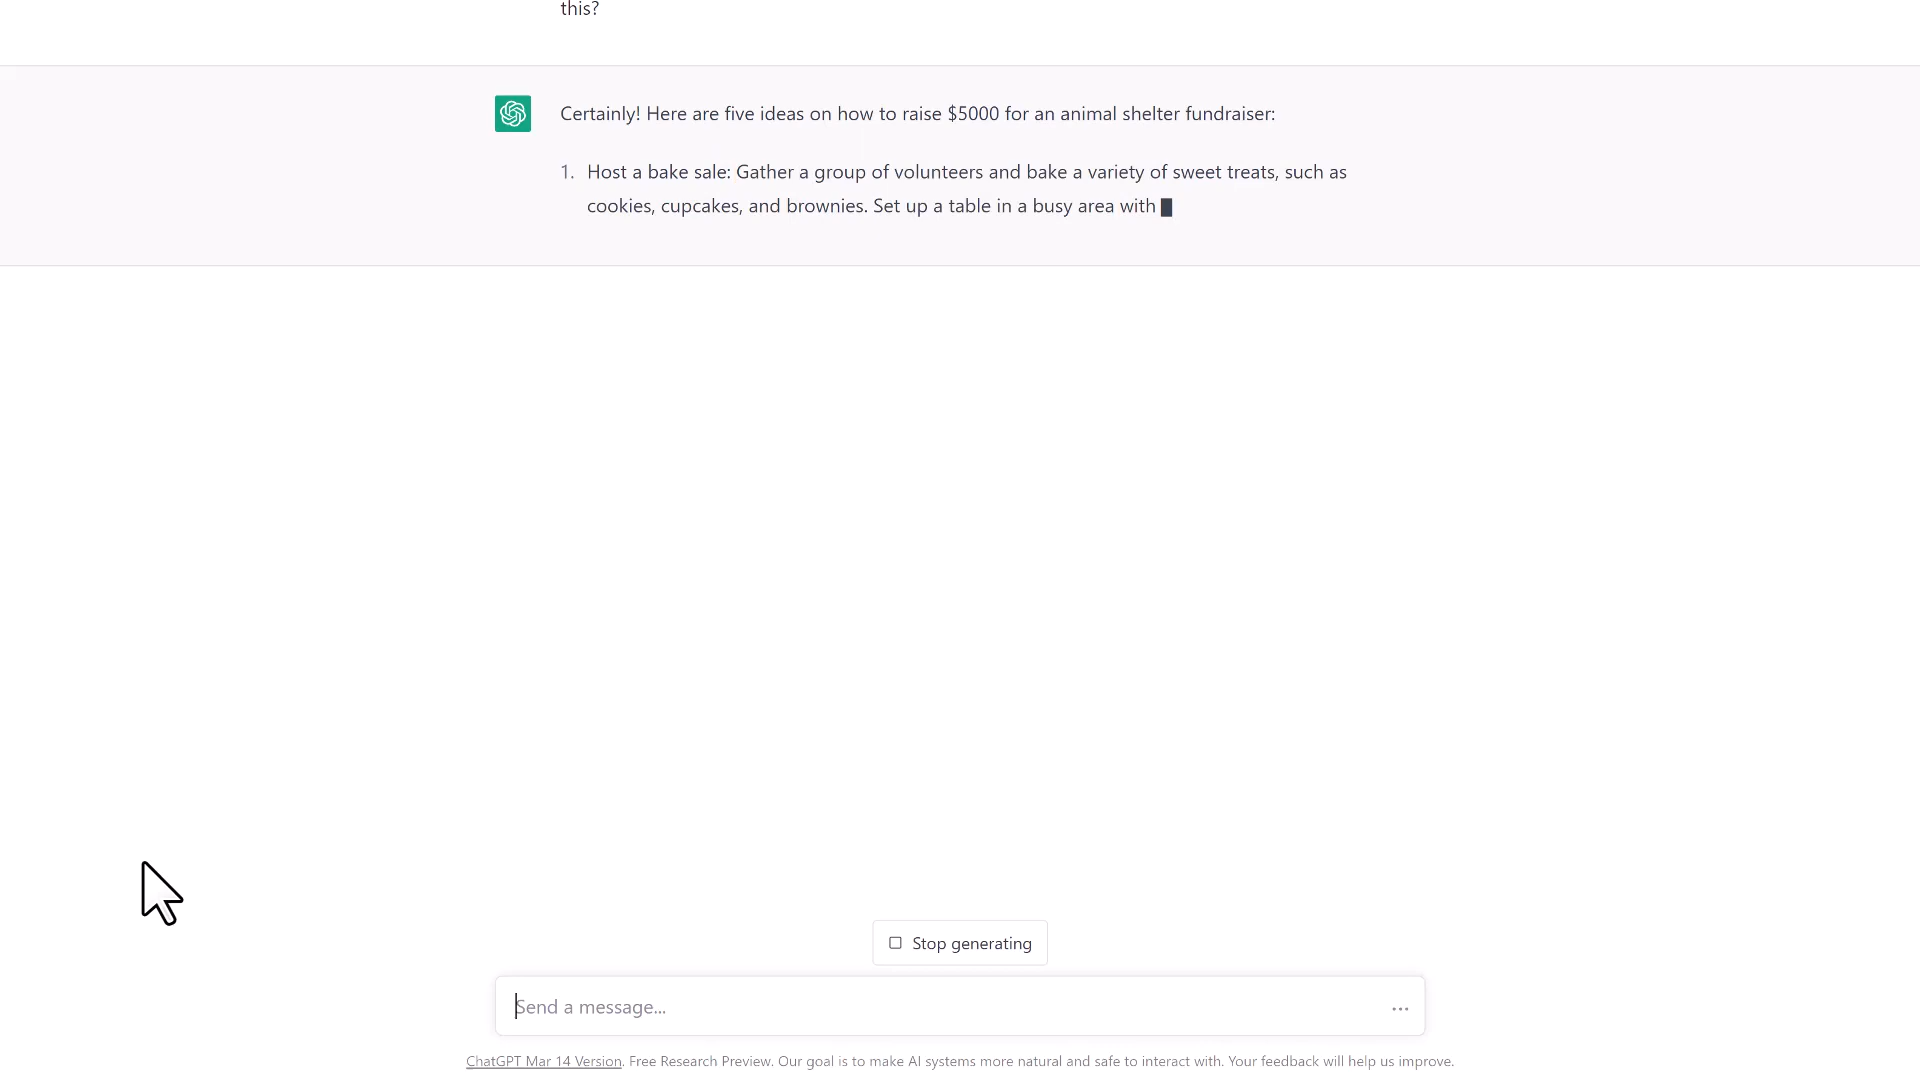 this?
Certainly! Here are five ideas on how to raise $5000 for an animal shelter fundraiser:
1. Host a bake sale: Gather a group of volunteers and bake a variety of sweet treats, such as
cookies, cupcakes, and brownies. Set up a table in a busy area with
Stop generating
Send a message...
ChatGPT Mar 14 Version. Free Research Preview. Our goal is to make AI systems more natural and safe to interact with. Your feedback will help us improve.